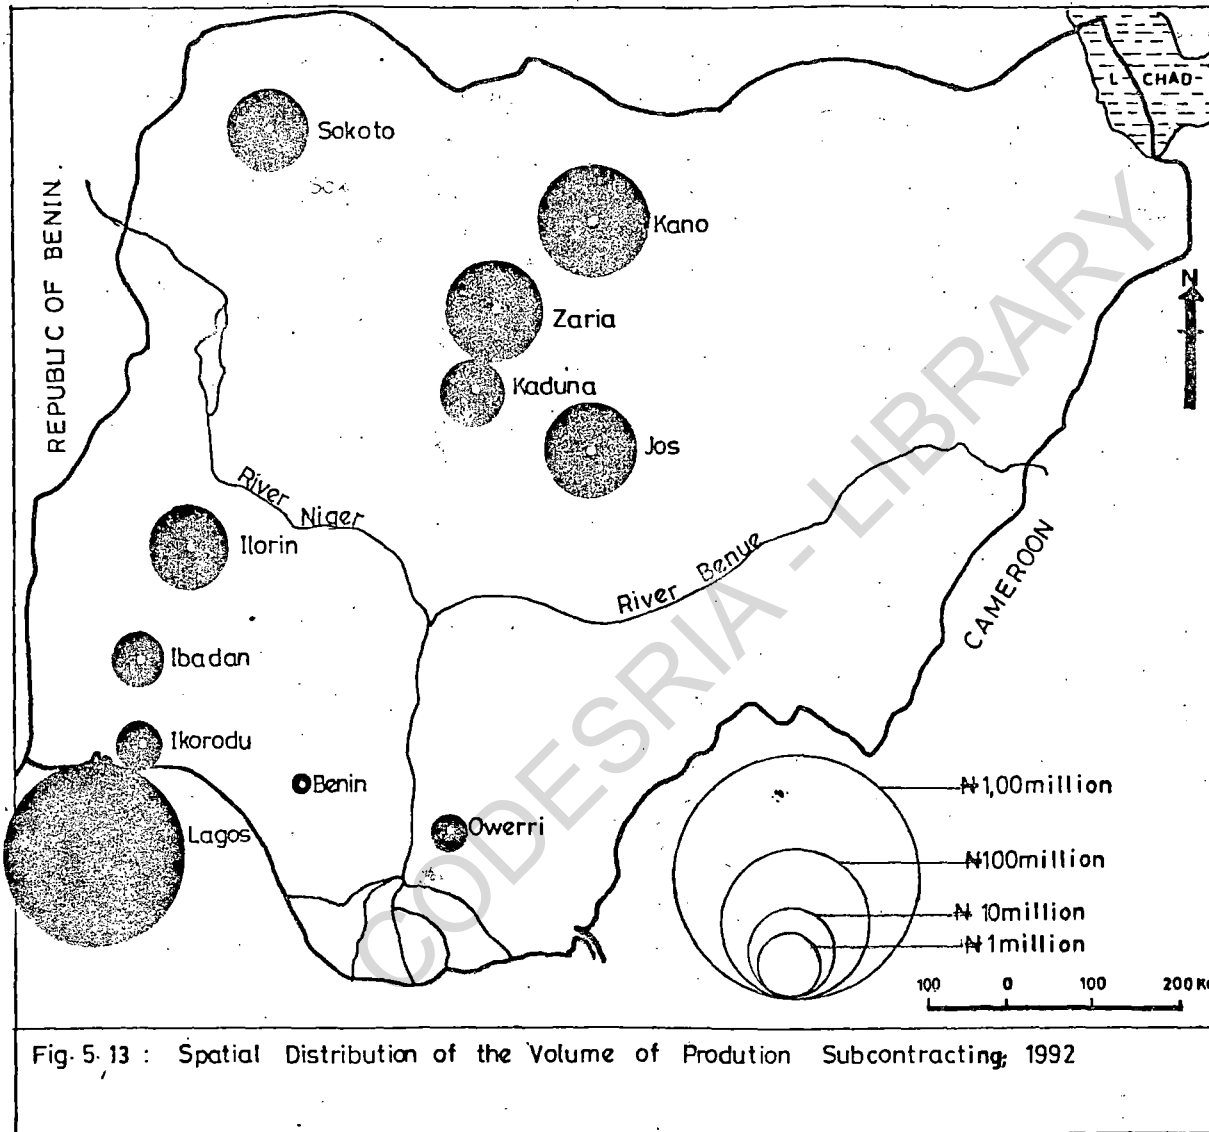 L CHAD
Sokoto
Kano
REPUBLIC OF BENIN.
N
Zaria
Kaduna
Jos
River Niger
Ilorin
River Benue
CAMEROON
Ibadan
Ikorodu
Benin
Lagos
Owerri
₦1,00million
₦100million
₦10million
₦1million
100 0 100 200
CODESRIA - LIBRARY
Fig. 5.13 : Spatial Distribution of the Volume of Prodution Subcontracting; 1992